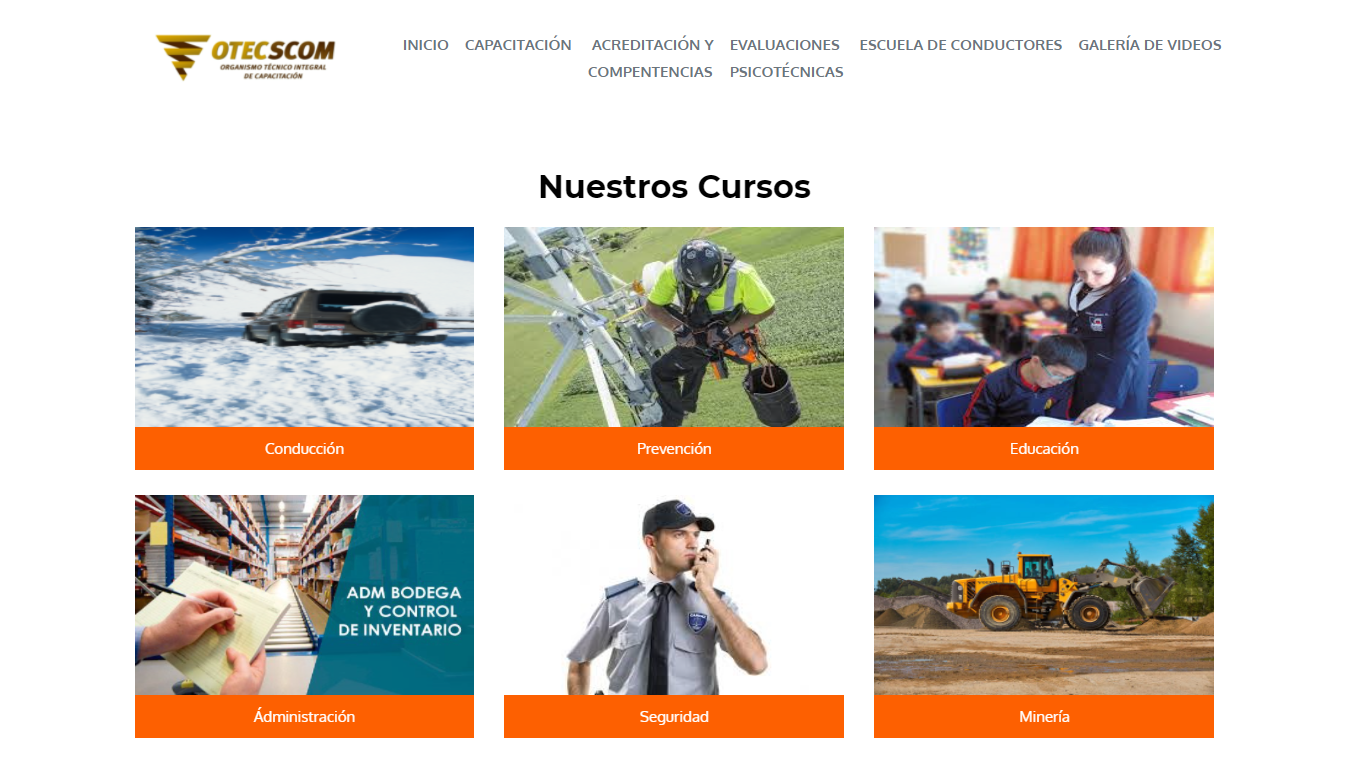 OTECSCOM
ORGANISMO TÉCNICO INTEGRAL
DE CAPACITACIÓN
INICIO CAPACITACIÓN ACREDITACIÓN Y EVALUACIONES ESCUELA DE CONDUCTORES GALERÍA DE VIDEOS
COMPENTENCIAS PSICOTÉCNICAS
Nuestros Cursos
Conducción
Prevención
Educación
ADM BODEGA
Y CONTROL
DE INVENTARIO
Ádministración
Seguridad
Minería